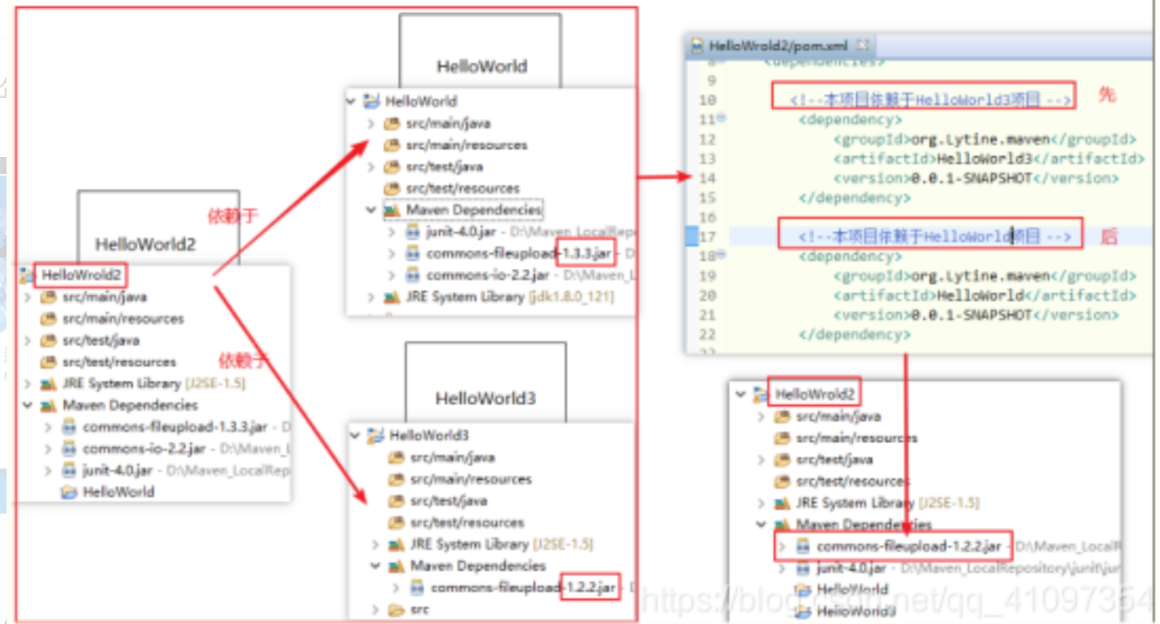 HelloWorld2
HelloWrold2
src/main/java
src/main/resources
src/test/java
src/test/resources
JRE System Library [J2SE-1.5]
Maven Dependencies
commons-fileupload-1.3.3.jar - D
commons-io-2.2.jar - D:\Maven_L
junit-4.0.jar - D:\Maven_LocalRep
HelloWorld
依赖于
依赖于
HelloWorld
HelloWorld
src/main/java
src/main/resources
src/test/java
src/test/resources
Maven Dependencies
junit-4.0.jar - D:\Maven_LocalRep
commons-fileupload-1.3.3.jar - D
commons-io-2.2.jar - D:\Maven_
JRE System Library [jdk1.8.0_121]
HelloWorld3
HelloWorld3
src/main/java
src/main/resources
src/test/java
src/test/resources
JRE System Library [J2SE-1.5]
Maven Dependencies
commons-fileupload-1.2.2.jar
src
HelloWrold2/pom.xml
8 <dependencies>
9
10 <!--本项目依赖于HelloWorld3项目 --> 先
11 <dependency>
12 <groupId>org.Lytine.maven</groupId>
13 <artifactId>HelloWorld3</artifactId>
14 <version>0.0.1-SNAPSHOT</version>
15 </dependency>
16
17 <!--本项目依赖于HelloWorld项目 --> 后
18 <dependency>
19 <groupId>org.Lytine.maven</groupId>
20 <artifactId>HelloWorld</artifactId>
21 <version>0.0.1-SNAPSHOT</version>
22 </dependency>
HelloWrold2
src/main/java
src/main/resources
src/test/java
src/test/resources
JRE System Library [J2SE-1.5]
Maven Dependencies
commons-fileupload-1.2.2.jar - D:\Maven_LocalR
junit-4.0.jar - D:\Maven_LocalRepository\junit\jun
HelloWorld
HelloWorld3
https://blog.csdn.net/qq_41097354